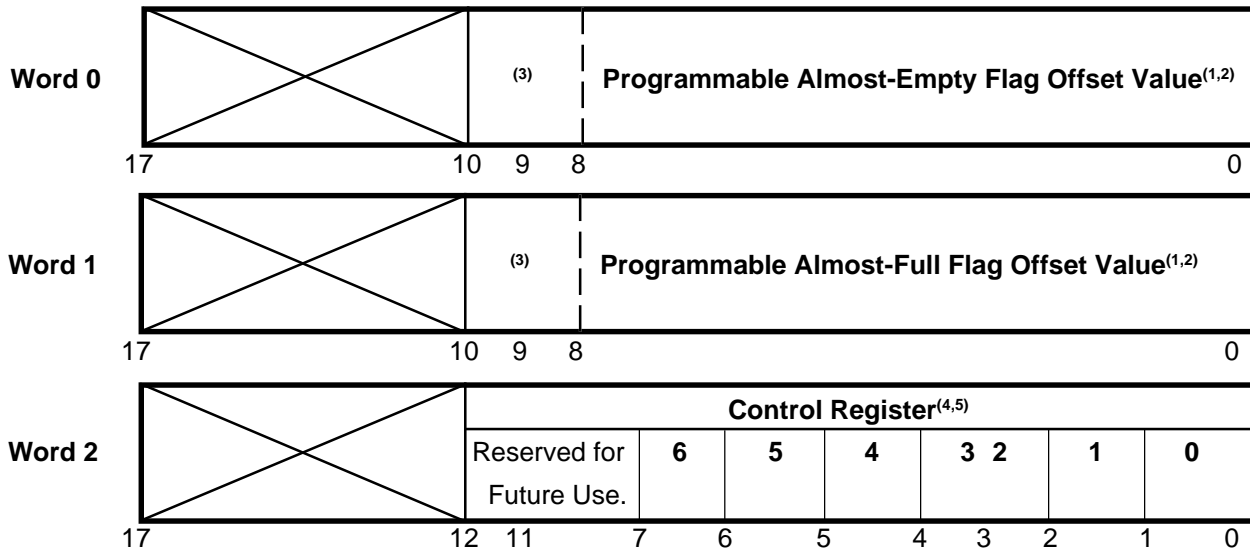 Word 0
(3)
Programmable Almost-Empty Flag Offset Value(1,2)
17 10 9 8 0
Word 1
(3)
Programmable Almost-Full Flag Offset Value(1,2)
17 10 9 8 0
Word 2
Control Register(4,5)
Reserved for
Future Use.
6 5 4 3 2 1 0
17 12 11 7 6 5 4 3 2 1 0